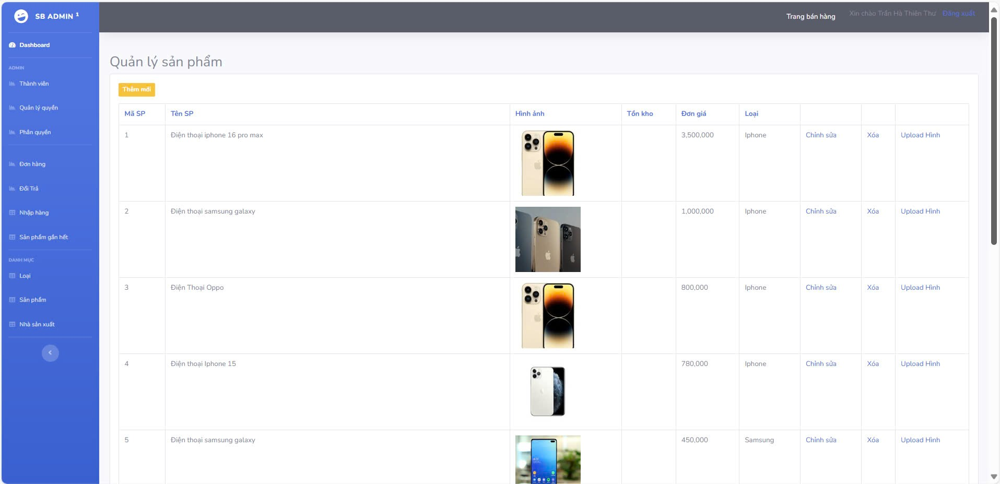 SB ADMIN 1
Trang bán hàng
Xin chào Trần Hà Thiên Thư Đăng xuất
Dashboard
ADMIN
Thành viên
Quản lý quyền
Phân quyền
Đơn hàng
Đổi Trả
Nhập hàng
Sản phẩm gần hết
DANH MỤC
Loại
Sản phẩm
Nhà sản xuất
Quản lý sản phẩm
Thêm mới
Mã SP Tên SP Hình ảnh Tồn kho Đơn giá Loại
1 Điện thoại iphone 16 pro max 3,500,000 Iphone Chỉnh sửa Xóa Upload Hình
2 Điện thoại samsung galaxy 1,000,000 Iphone Chỉnh sửa Xóa Upload Hình
3 Điện Thoại Oppo 800,000 Iphone Chỉnh sửa Xóa Upload Hình
4 Điện thoại Iphone 15 780,000 Iphone Chỉnh sửa Xóa Upload Hình
5 Điện thoại samsung galaxy 450,000 Samsung Chỉnh sửa Xóa Upload Hình